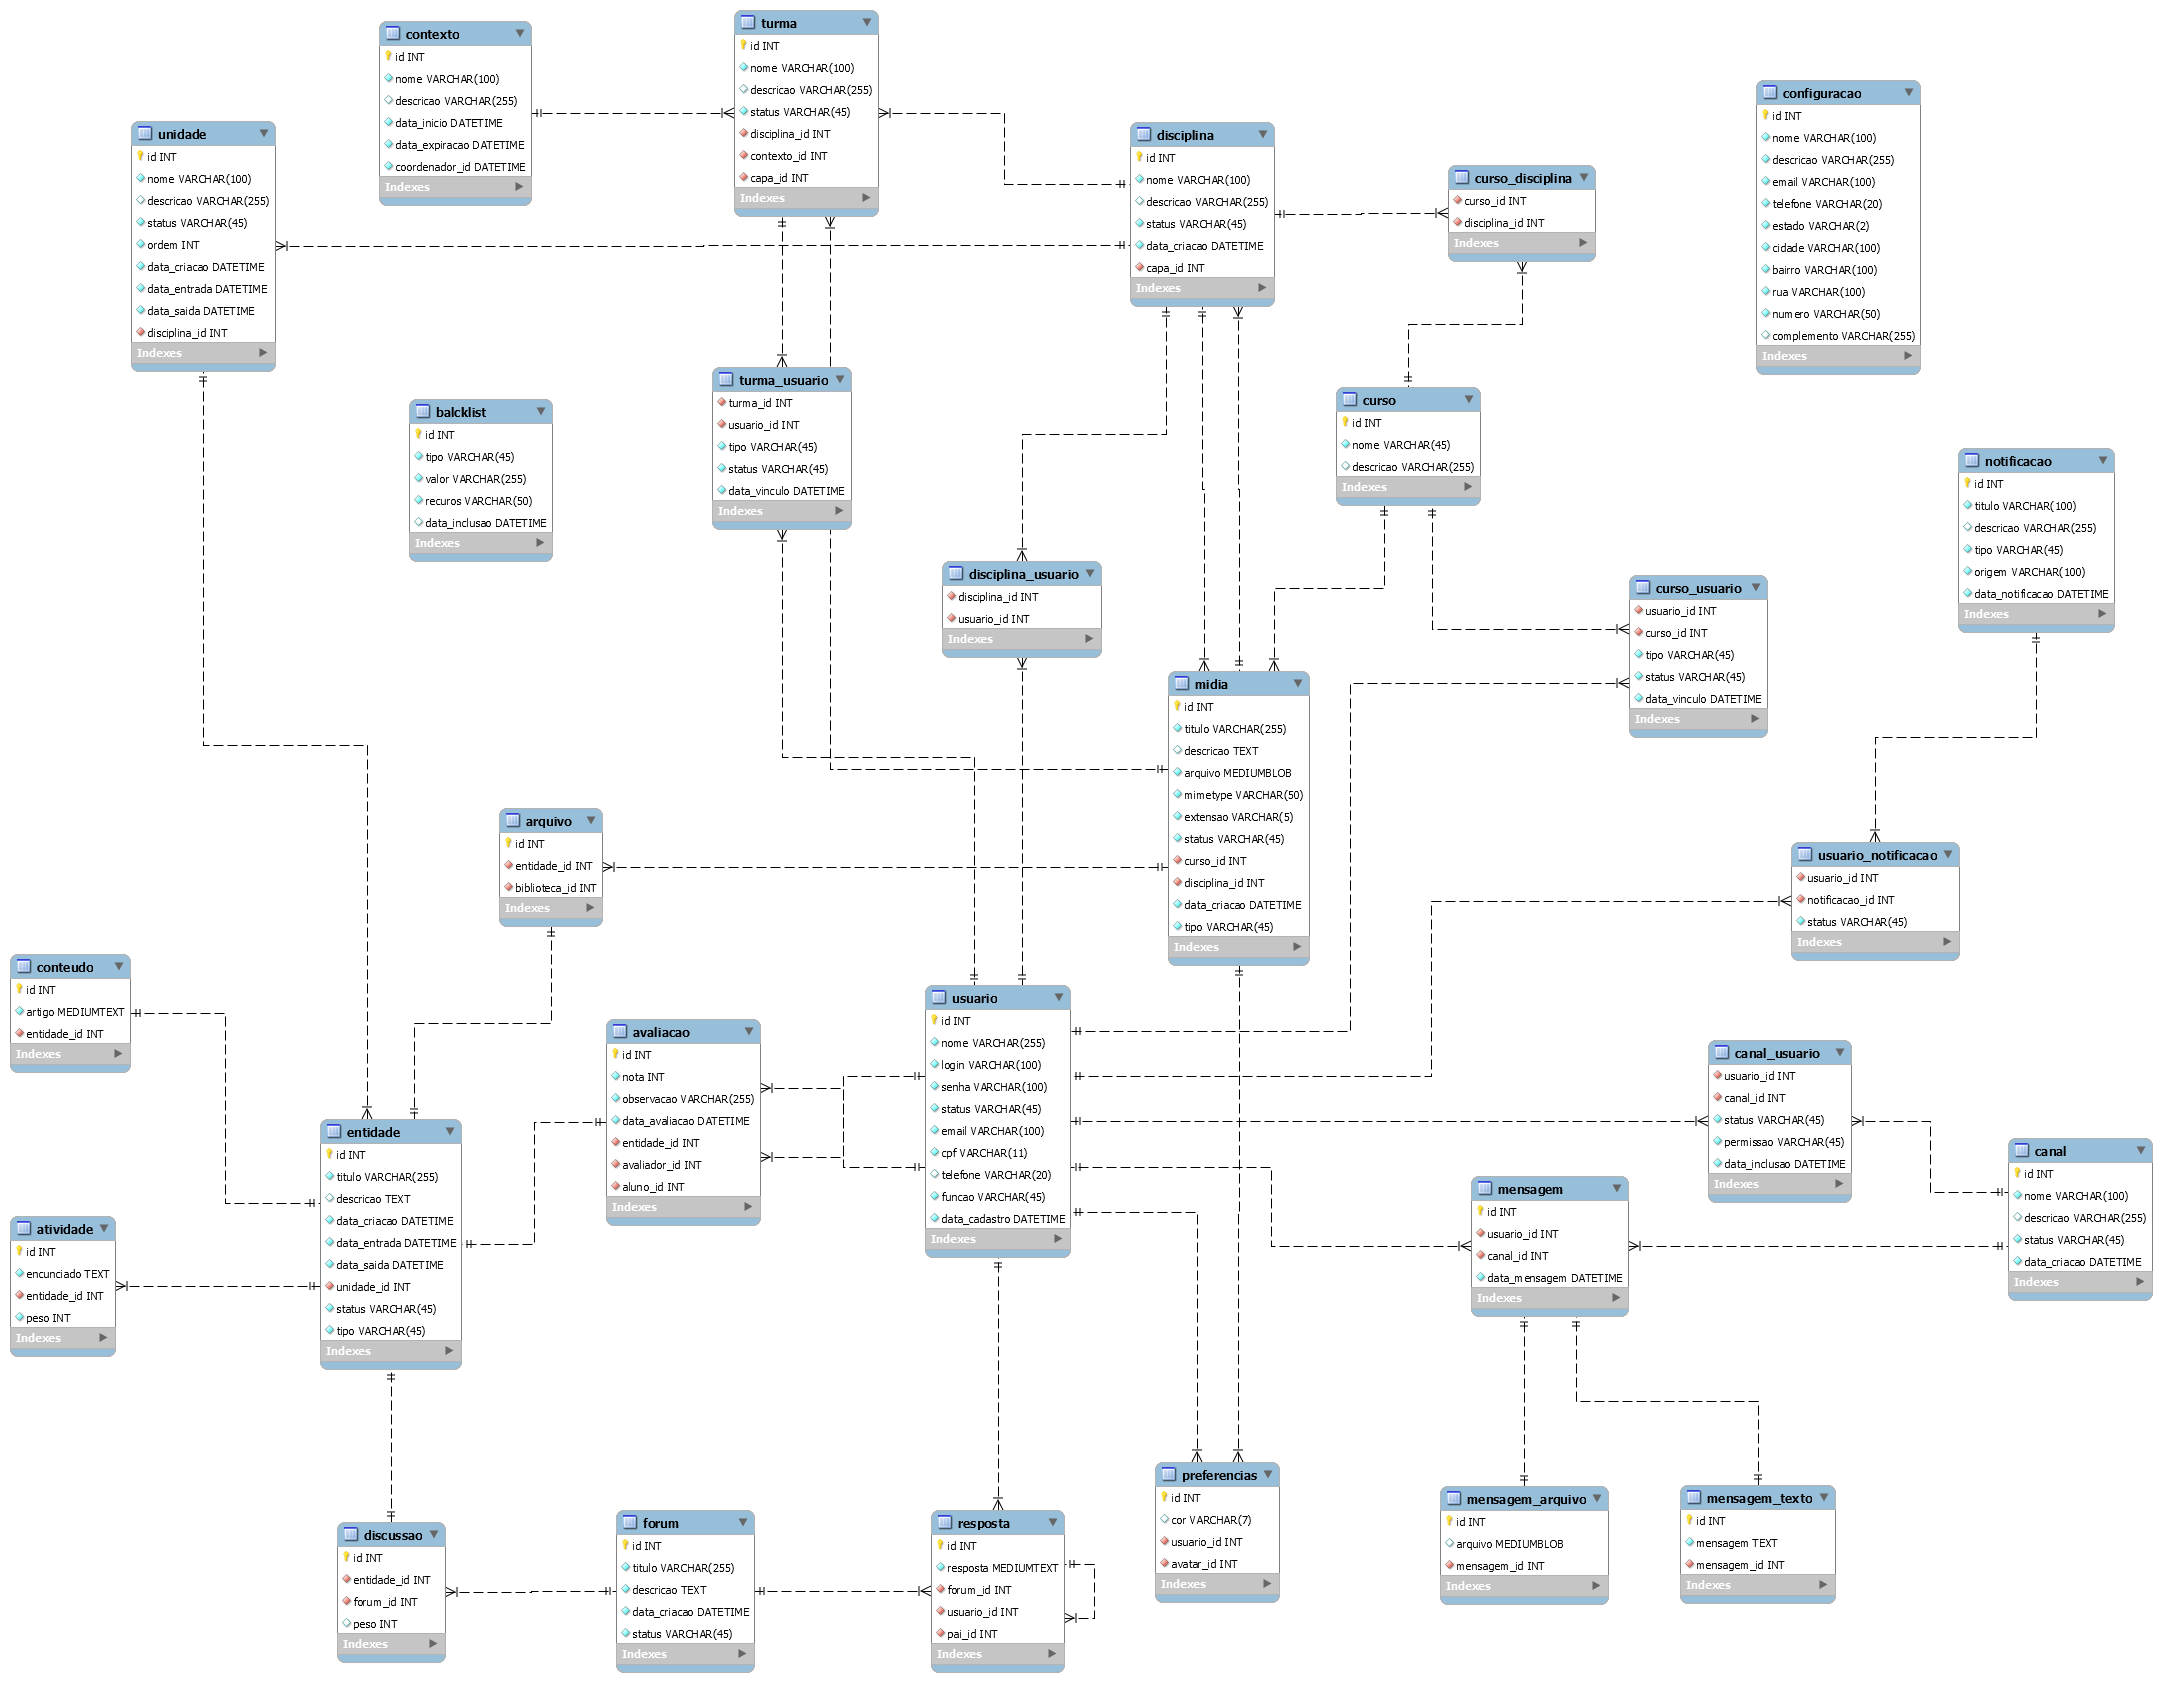 contexto
id INT
nome VARCHAR(100)
descricao VARCHAR(255)
data_inicio DATETIME
data_expiracao DATETIME
coordenador_id DATETIME
Indexes
turma
id INT
nome VARCHAR(100)
descricao VARCHAR(255)
status VARCHAR(45)
disciplina_id INT
contexto_id INT
capa_id INT
Indexes
unidade
id INT
nome VARCHAR(100)
descricao VARCHAR(255)
status VARCHAR(45)
ordem INT
data_criacao DATETIME
data_entrada DATETIME
data_saida DATETIME
disciplina_id INT
Indexes
disciplina
id INT
nome VARCHAR(100)
descricao VARCHAR(255)
status VARCHAR(45)
data_criacao DATETIME
capa_id INT
Indexes
curso_disciplina
curso_id INT
disciplina_id INT
Indexes
configuracao
id INT
nome VARCHAR(100)
descricao VARCHAR(255)
email VARCHAR(100)
telefone VARCHAR(20)
estado VARCHAR(2)
cidade VARCHAR(100)
bairro VARCHAR(100)
rua VARCHAR(100)
numero VARCHAR(50)
complemento VARCHAR(255)
Indexes
balcklist
id INT
tipo VARCHAR(45)
valor VARCHAR(255)
recuros VARCHAR(50)
data_inclusao DATETIME
Indexes
turma_usuario
turma_id INT
usuario_id INT
tipo VARCHAR(45)
status VARCHAR(45)
data_vinculo DATETIME
Indexes
curso
id INT
nome VARCHAR(45)
descricao VARCHAR(255)
Indexes
notificacao
id INT
titulo VARCHAR(100)
descricao VARCHAR(255)
tipo VARCHAR(45)
origem VARCHAR(100)
data_notificacao DATETIME
Indexes
disciplina_usuario
disciplina_id INT
usuario_id INT
Indexes
curso_usuario
usuario_id INT
curso_id INT
tipo VARCHAR(45)
status VARCHAR(45)
data_vinculo DATETIME
Indexes
midia
id INT
titulo VARCHAR(255)
descricao TEXT
arquivo MEDIUMBLOB
mimetype VARCHAR(50)
extensao VARCHAR(5)
status VARCHAR(45)
curso_id INT
disciplina_id INT
data_criacao DATETIME
tipo VARCHAR(45)
Indexes
arquivo
id INT
entidade_id INT
biblioteca_id INT
Indexes
usuario_notificacao
usuario_id INT
notificacao_id INT
status VARCHAR(45)
Indexes
conteudo
id INT
artigo MEDIUMTEXT
entidade_id INT
Indexes
avaliacao
id INT
nota INT
observacao VARCHAR(255)
data_avaliacao DATETIME
entidade_id INT
avaliador_id INT
aluno_id INT
Indexes
usuario
id INT
nome VARCHAR(255)
login VARCHAR(100)
senha VARCHAR(100)
status VARCHAR(45)
email VARCHAR(100)
cpf VARCHAR(11)
telefone VARCHAR(20)
funcao VARCHAR(45)
data_cadastro DATETIME
Indexes
canal_usuario
usuario_id INT
canal_id INT
status VARCHAR(45)
permissao VARCHAR(45)
data_inclusao DATETIME
Indexes
entidade
id INT
titulo VARCHAR(255)
descricao TEXT
data_criacao DATETIME
data_entrada DATETIME
data_saida DATETIME
unidade_id INT
status VARCHAR(45)
tipo VARCHAR(45)
Indexes
canal
id INT
nome VARCHAR(100)
descricao VARCHAR(255)
status VARCHAR(45)
data_criacao DATETIME
Indexes
mensagem
id INT
usuario_id INT
canal_id INT
data_mensagem DATETIME
Indexes
atividade
id INT
encunciado TEXT
entidade_id INT
peso INT
Indexes
preferencias
id INT
cor VARCHAR(7)
usuario_id INT
avatar_id INT
Indexes
mensagem_arquivo
id INT
arquivo MEDIUMBLOB
mensagem_id INT
Indexes
mensagem_texto
id INT
mensagem TEXT
mensagem_id INT
Indexes
discussao
id INT
entidade_id INT
forum_id INT
peso INT
Indexes
forum
id INT
titulo VARCHAR(255)
descricao TEXT
data_criacao DATETIME
status VARCHAR(45)
Indexes
resposta
id INT
resposta MEDIUMTEXT
forum_id INT
usuario_id INT
pai_id INT
Indexes